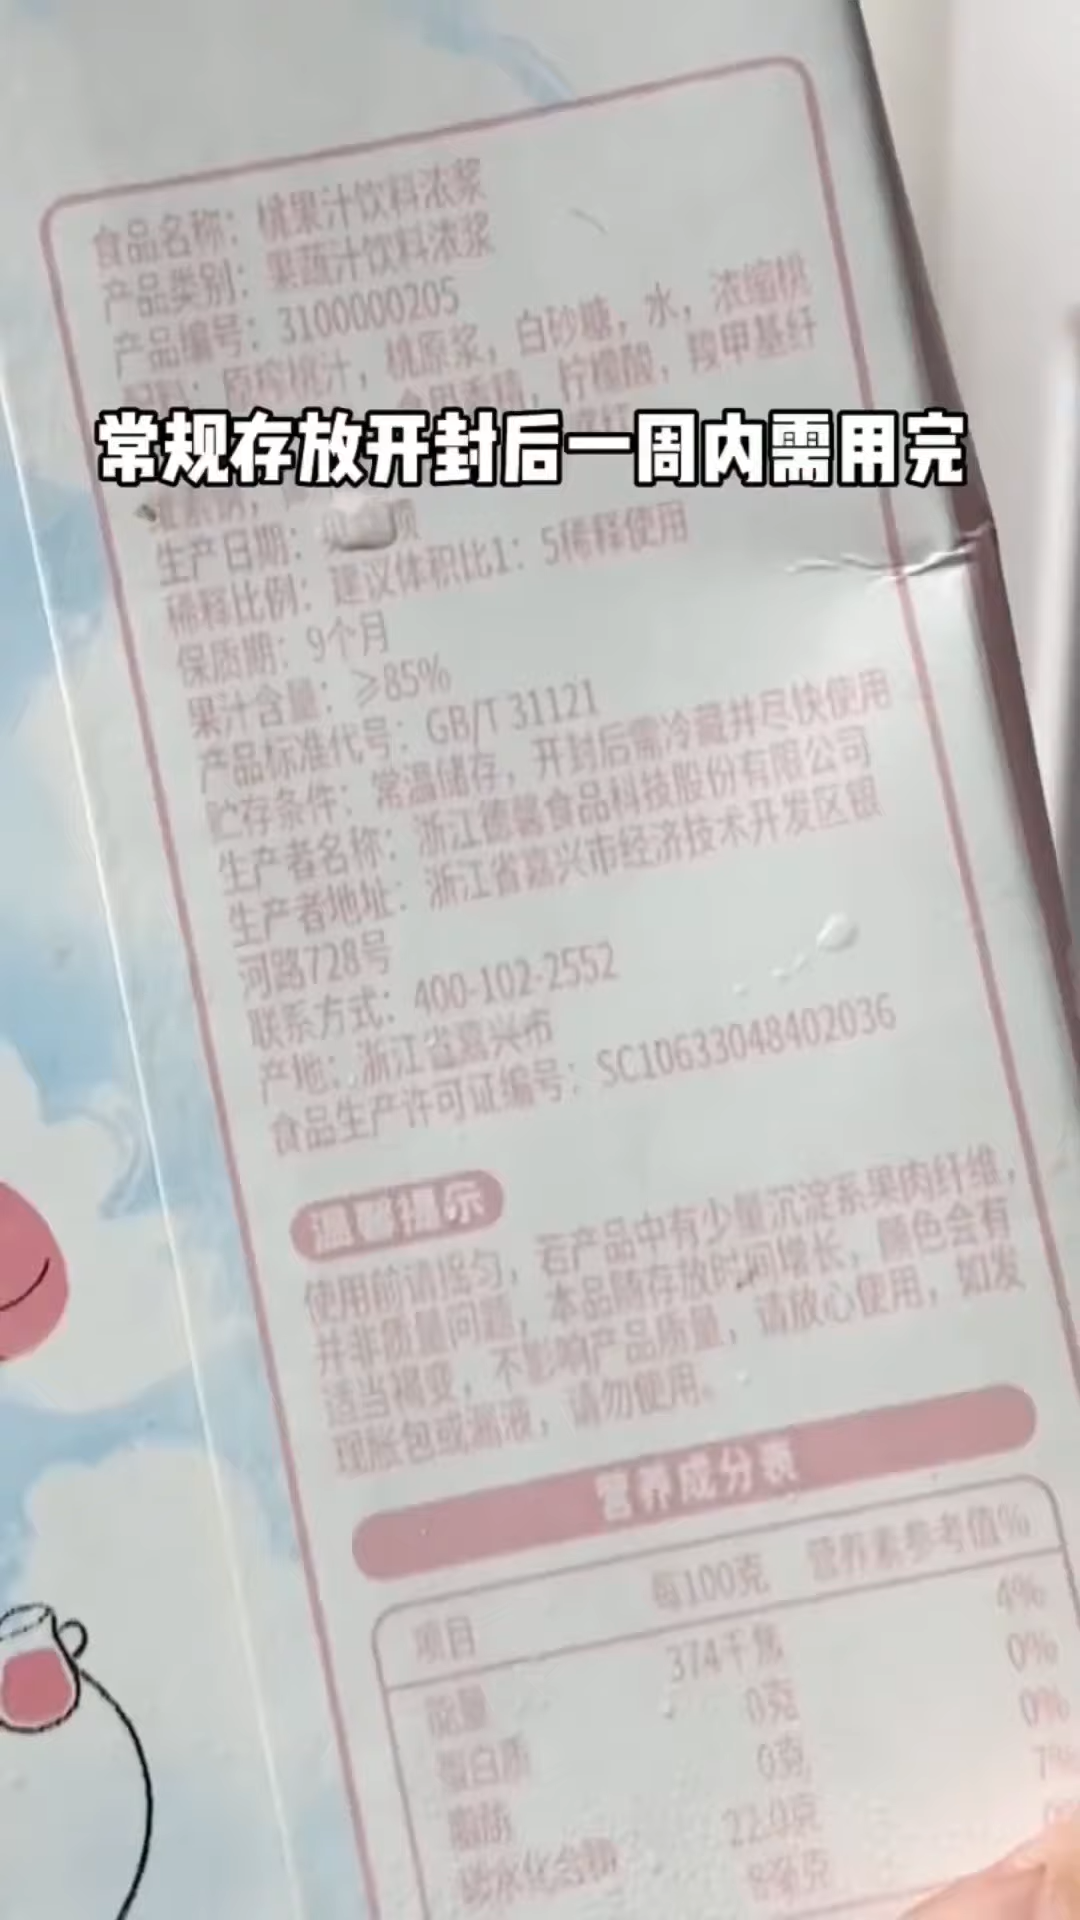 食品名称：桃果汁饮料浓浆
产品类别：果蔬汁饮料浓浆
产品编号：3100000205
配料：原榨桃汁，桃原浆，白砂糖，水，浓缩桃
食用香精，柠檬酸，羧甲基纤
常规存放开封后一周内需用完
生产日期：见
稀释比例：建议体积比1：5稀释使用
保质期：9个月
果汁含量：≥85%
产品标准代号：GB/T 31121
贮存条件：常温储存，开封后需冷藏并尽快使用
生产者名称：浙江德馨食品科技股份有限公司
生产者地址：浙江省嘉兴市经济技术开发区银
河路728号
联系方式：400-102-2552
产地：浙江省嘉兴市
食品生产许可证编号：SC10633048402036
温馨提示
使用前请摇匀，若产品中有少量沉淀系果肉纤维，
并非质量问题，本品随存放时间增长，颜色会有
适当褐变，不影响产品质量，请放心使用，如发
现胀包或漏液，请勿使用。
营养成分表
项目 每100克 营养素参考值%
能量 374千焦 4%
蛋白质 0克 0%
脂肪 0克 0%
碳水化合物 22.0克 7%
8毫克